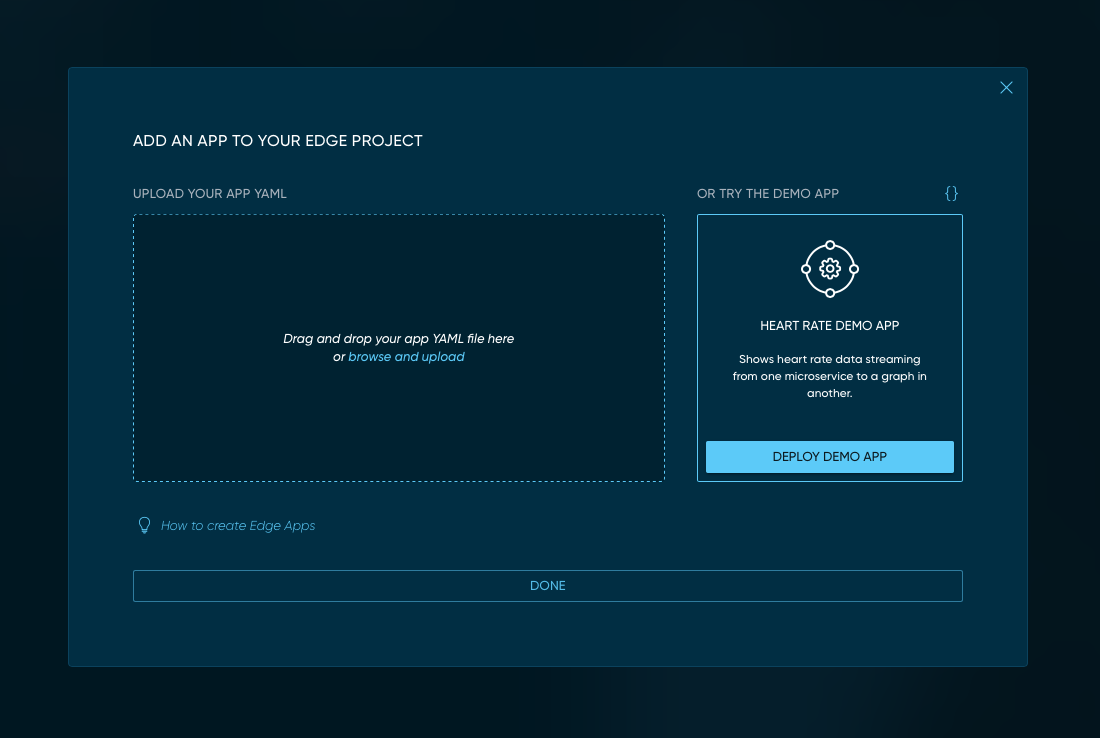 ADD AN APP TO YOUR EDGE PROJECT
UPLOAD YOUR APP YAML
Drag and drop your app YAML file here
or browse and upload
OR TRY THE DEMO APP
{}
HEART RATE DEMO APP
Shows heart rate data streaming
from one microservice to a graph in
another.
DEPLOY DEMO APP
How to create Edge Apps
DONE